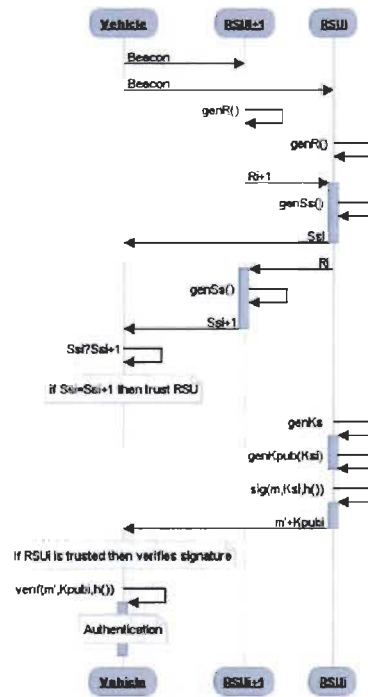 Vehicle RSUi+1 RSUi
Beacon
Beacon
genR()
genRi()
Ri+1
genSs()
Ssi
Ri
genSs()
Ssi+1
Ssi?Ssi+1
if Ssi=Ssi+1 then trust RSU
genKs
genKpub(Ksi)
sig(m,Ksi,h())
m'+Kpubi
If RSUi is trusted then verifies signature
verif(m',Kpubi,h())
Authentication
Vehicle RSUi+1 RSUi